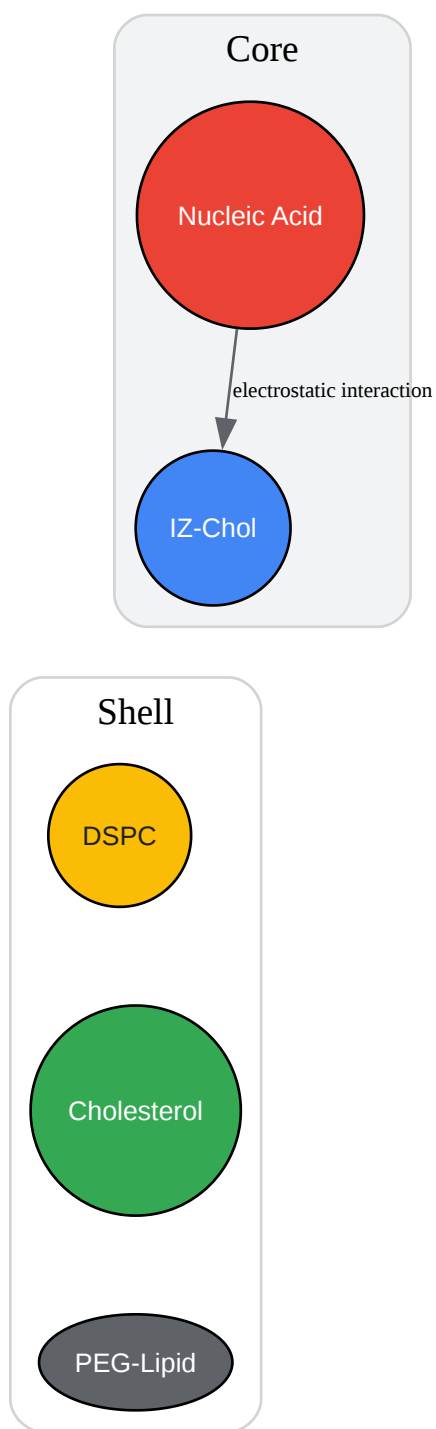 Core
Nucleic Acid
electrostatic interaction
IZ-Chol
Shell
DSPC
Cholesterol
PEG-Lipid